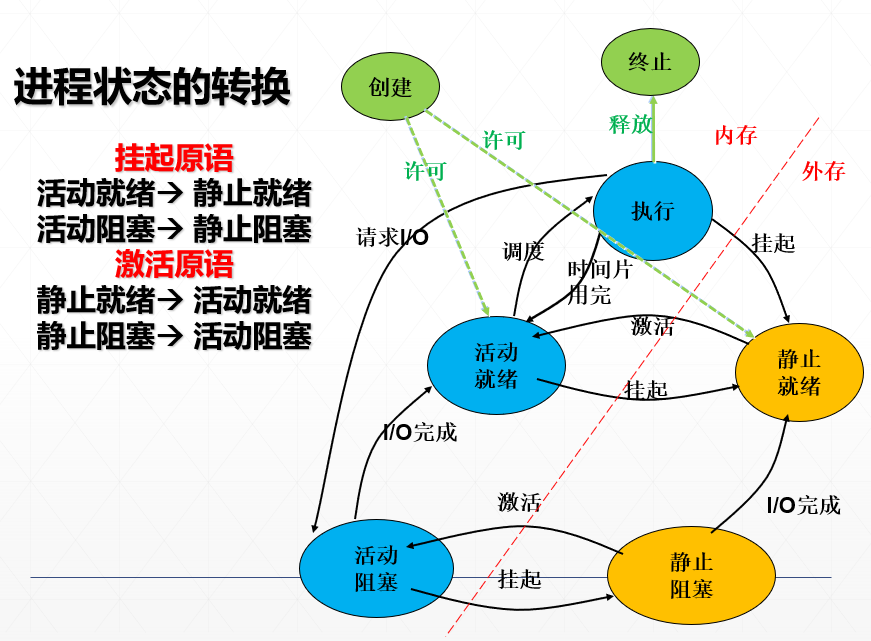 进程状态的转换
挂起原语
活动就绪→ 静止就绪
活动阻塞→ 静止阻塞
激活原语
静止就绪→ 活动就绪
静止阻塞→ 活动阻塞
创建
终止
许可
许可
释放
内存
外存
执行
请求I/O
调度
时间片
用完
挂起
激活
活动
就绪
挂起
静止
就绪
I/O完成
I/O完成
激活
活动
阻塞
挂起
静止
阻塞